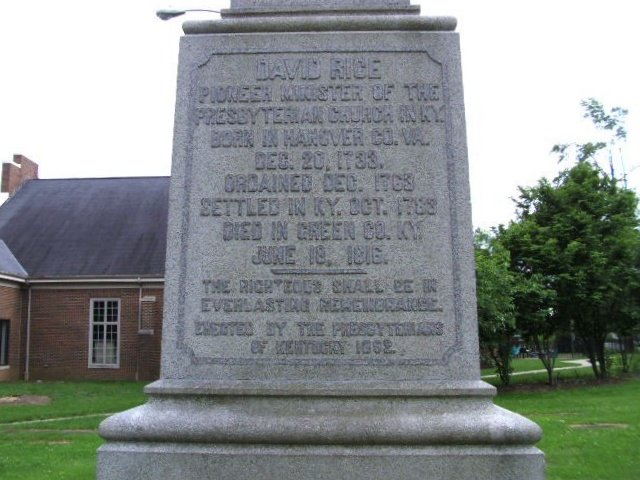 DAVID RICE
PIONEER MINISTER OF THE
PRESBYTERIAN CHURCH IN KY.
BORN IN HANOVER CO. VA.
DEC. 20, 1733.
ORDAINED DEC. 1763
SETTLED IN KY. OCT. 1783
DIED IN GREEN CO. KY.
JUNE 18, 1816.
THE RIGHTEOUS SHALL BE IN
EVERLASTING REMEMBRANCE.
ERECTED BY THE PRESBYTERIANS
OF KENTUCKY 1892.